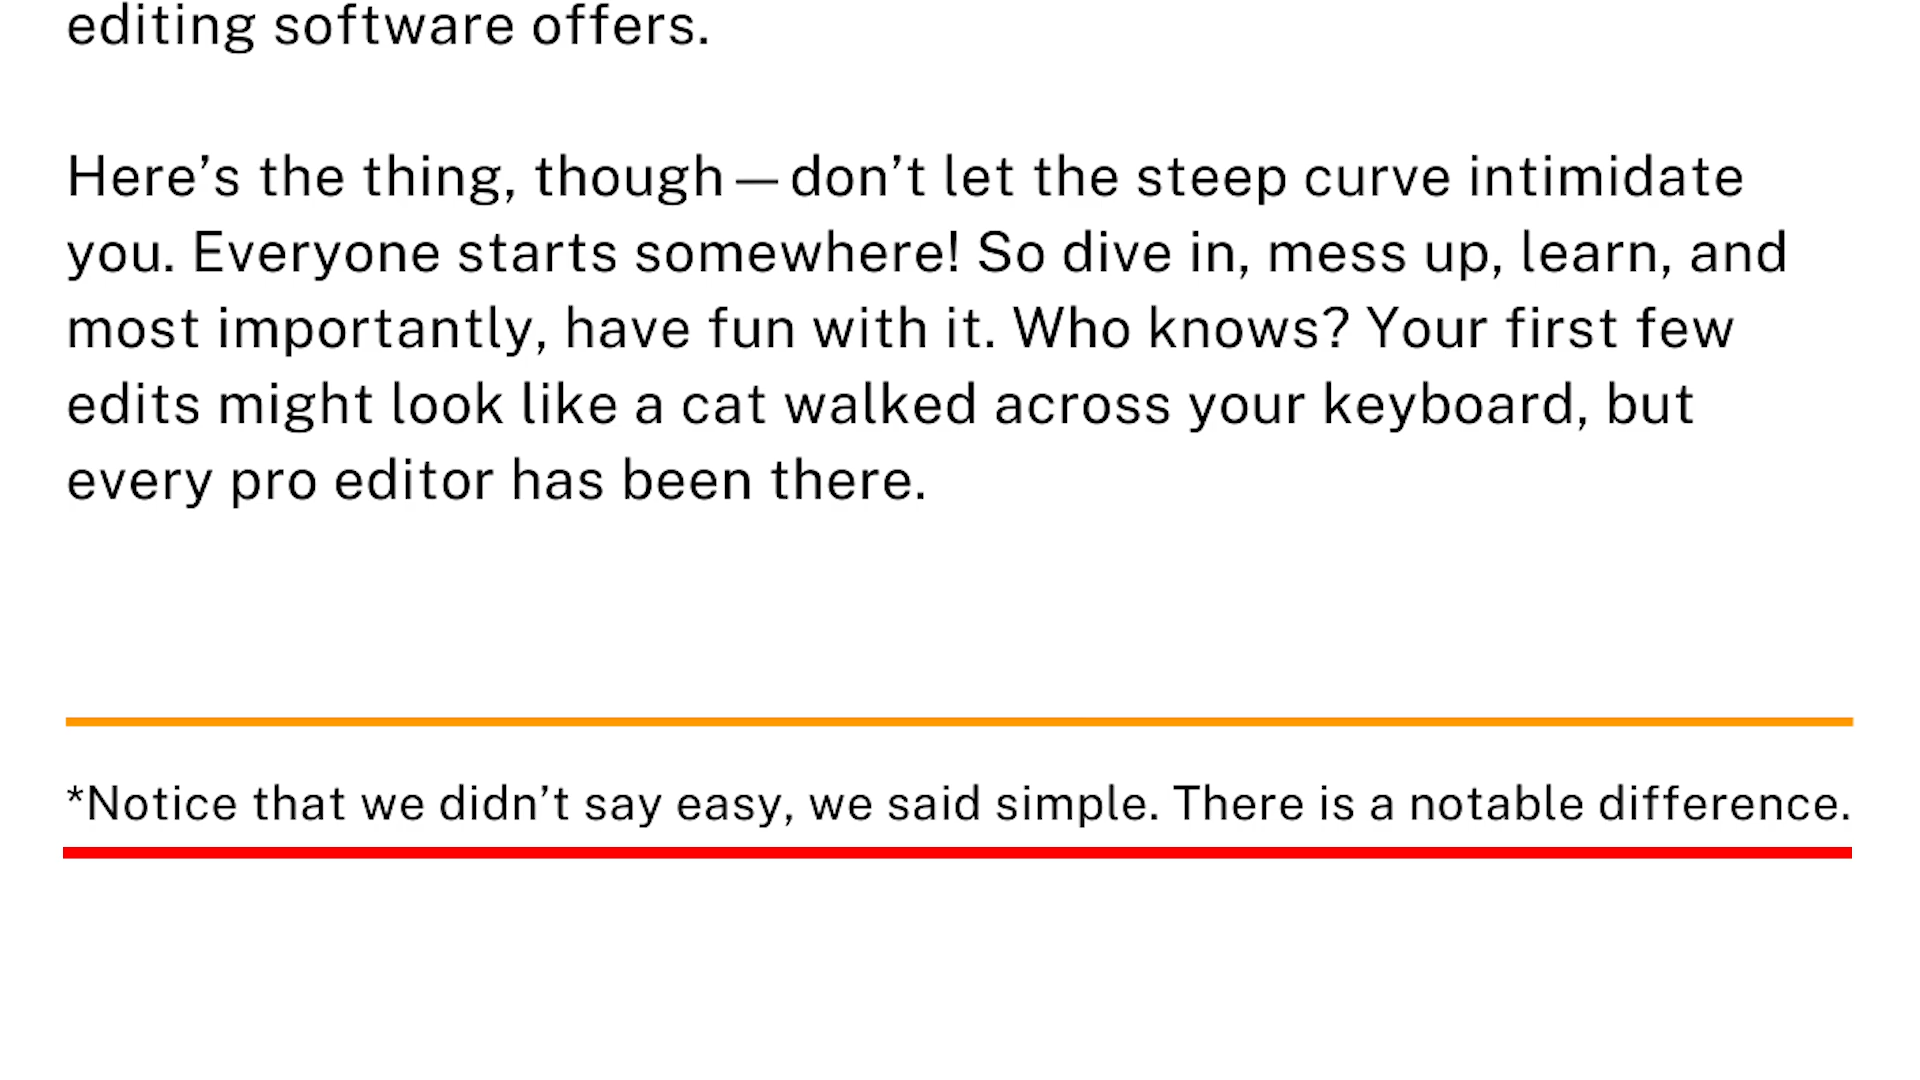 editing software offers.
Here’s the thing, though — don’t let the steep curve intimidate
you. Everyone starts somewhere! So dive in, mess up, learn, and
most importantly, have fun with it. Who knows? Your first few
edits might look like a cat walked across your keyboard, but
every pro editor has been there.
*Notice that we didn’t say easy, we said simple. There is a notable difference.